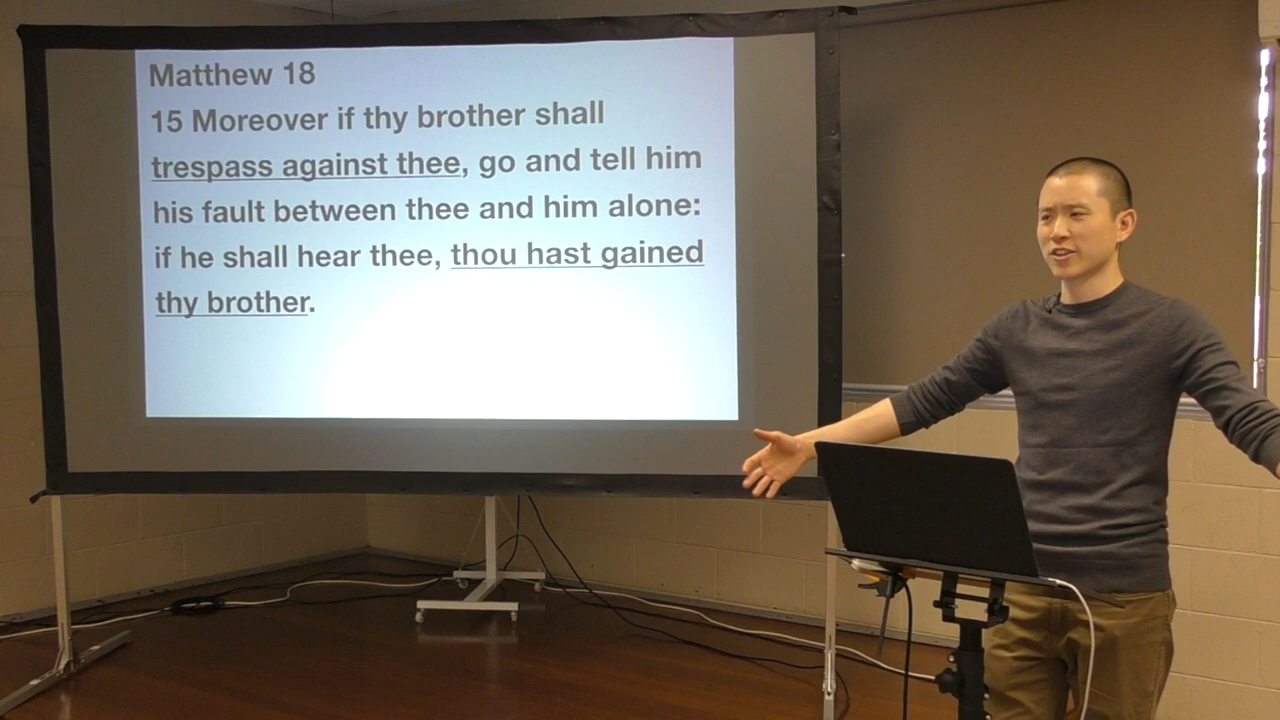 Matthew 18
15 Moreover if thy brother shall
trespass against thee, go and tell him
his fault between thee and him alone:
if he shall hear thee, thou hast gained
thy brother.